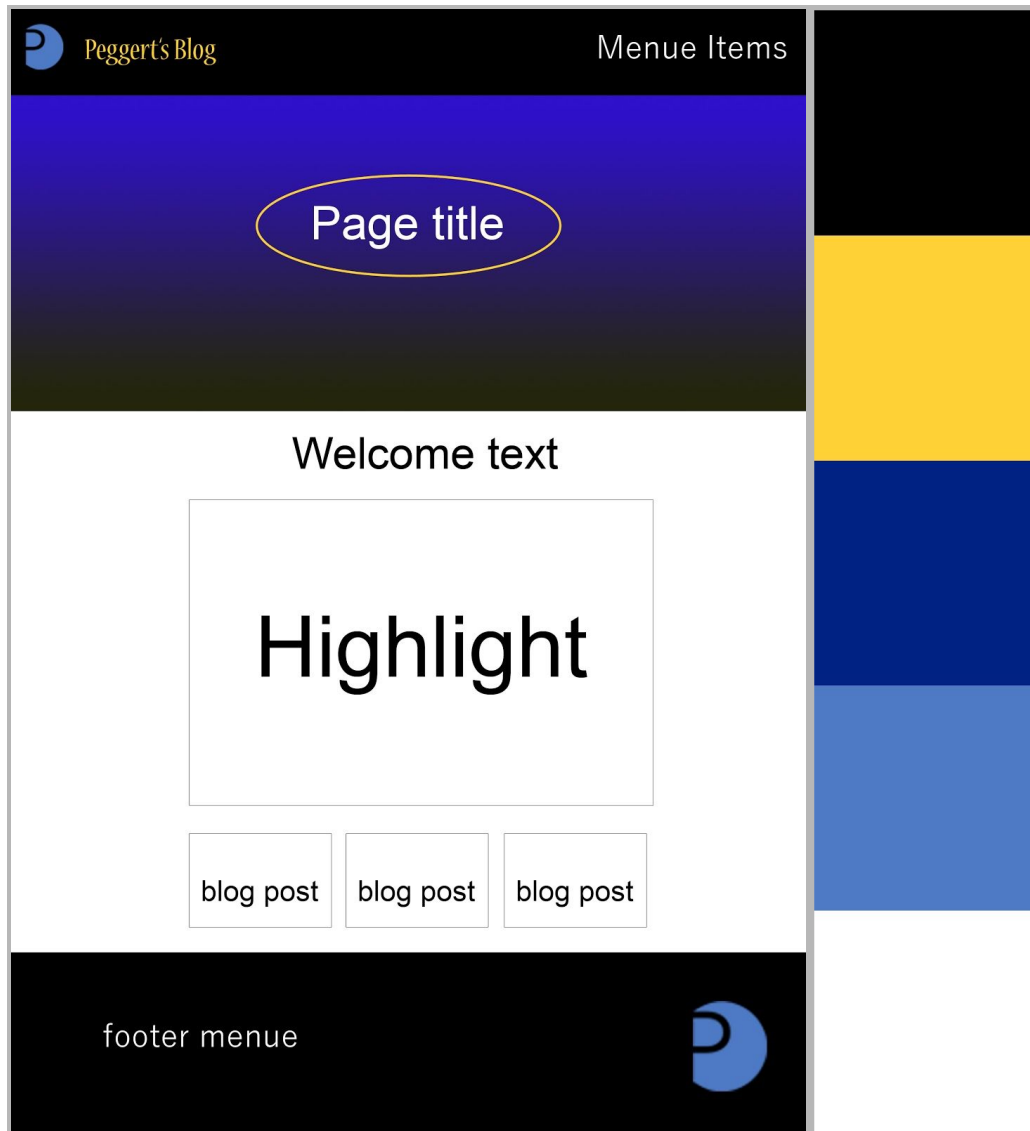 P Peggert's Blog
Menue Items
Page title
Welcome text
Highlight
blog post blog post blog post
footer menue
P